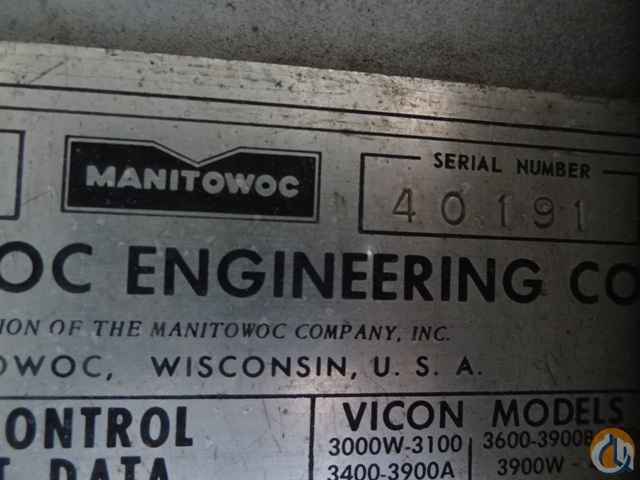 MANITOWOC
SERIAL NUMBER
40191
OC ENGINEERING CO
ION OF THE MANITOWOC COMPANY, INC.
OWOC, WISCONSIN, U. S. A.
ONTROL
DATA
VICON MODELS
3000W-3100
3600-3900B
3400-3900A
3900W -